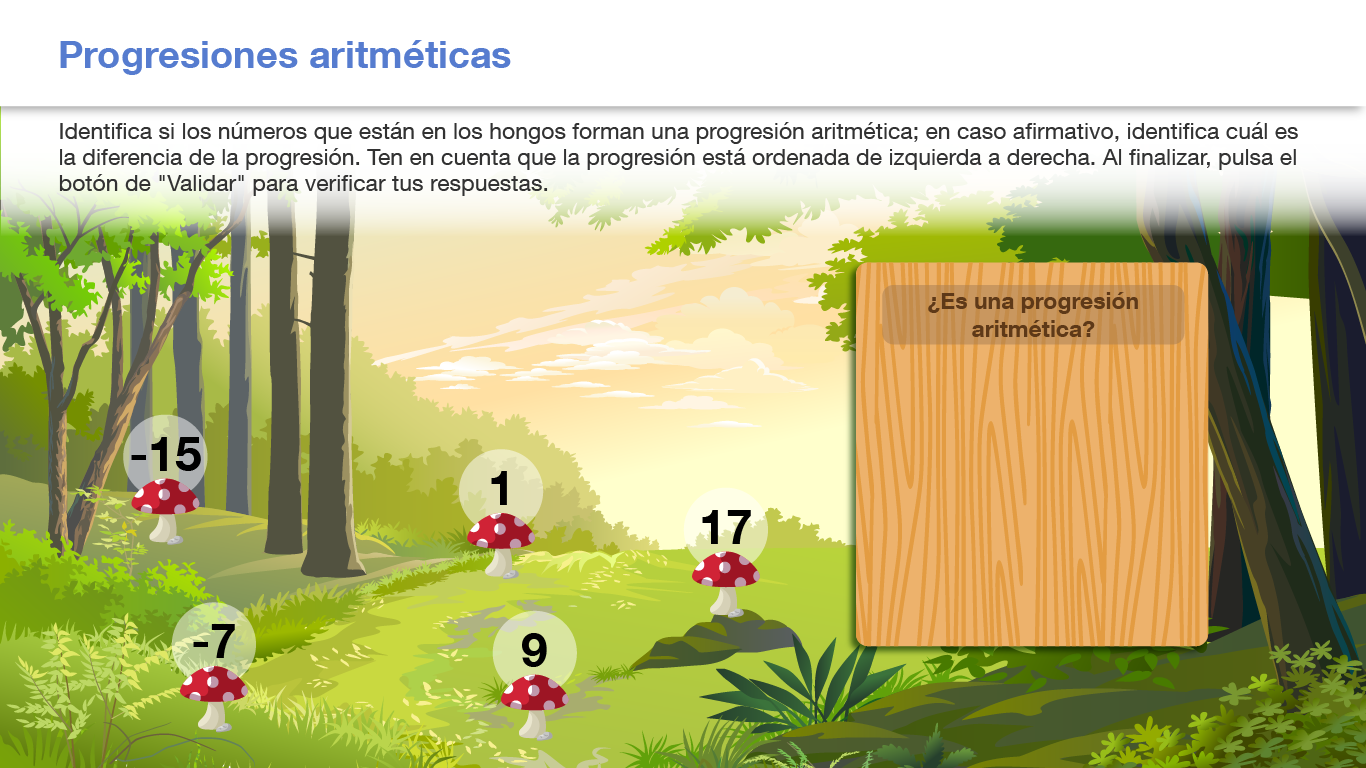 Progresiones aritméticas
Identifica si los números que están en los hongos forman una progresión aritmética; en caso afirmativo, identifica cuál es
la diferencia de la progresión. Ten en cuenta que la progresión está ordenada de izquierda a derecha. Al finalizar, pulsa el
botón de "Validar" para verificar tus respuestas.
¿Es una progresión
aritmética?
-15
-7
1
9
17